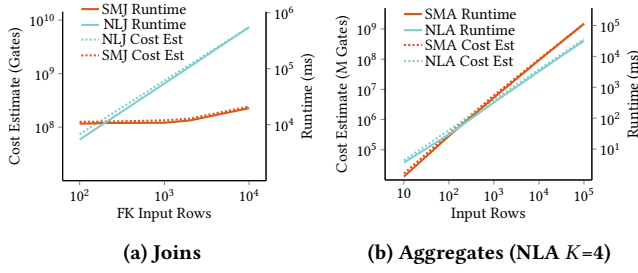 SMJ Runtime
NLJ Runtime
NLJ Cost Est
SMJ Cost Est
Cost Estimate (Gates)
10^10
10^9
10^8
Runtime (ms)
10^6
10^5
10^4
10^2
10^3
10^4
FK Input Rows
(a) Joins
SMA Runtime
NLA Runtime
SMA Cost Est
NLA Cost Est
Cost Estimate (M Gates)
10^9
10^8
10^7
10^6
10^5
Runtime (ms)
10^5
10^4
10^3
10^2
10^1
10
10^2
10^3
10^4
10^5
Input Rows
(b) Aggregates (NLA K=4)